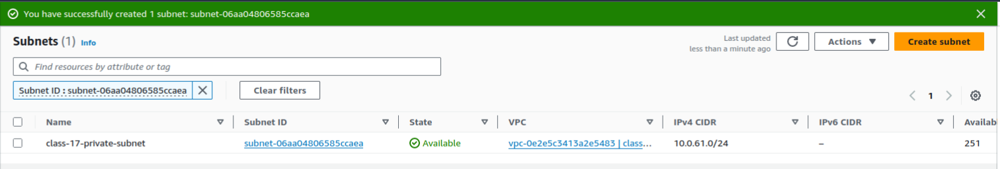 You have successfully created 1 subnet: subnet-06aa04806585ccaea
Subnets (1) Info
Last updated
less than a minute ago
Actions
Create subnet
Find resources by attribute or tag
Subnet ID : subnet-06aa04806585ccaea
Clear filters
1
Name Subnet ID State VPC IPv4 CIDR IPv6 CIDR Availab
class-17-private-subnet subnet-06aa04806585ccaea Available vpc-0e2e5c3413a2e5483 | class... 10.0.61.0/24 – 251